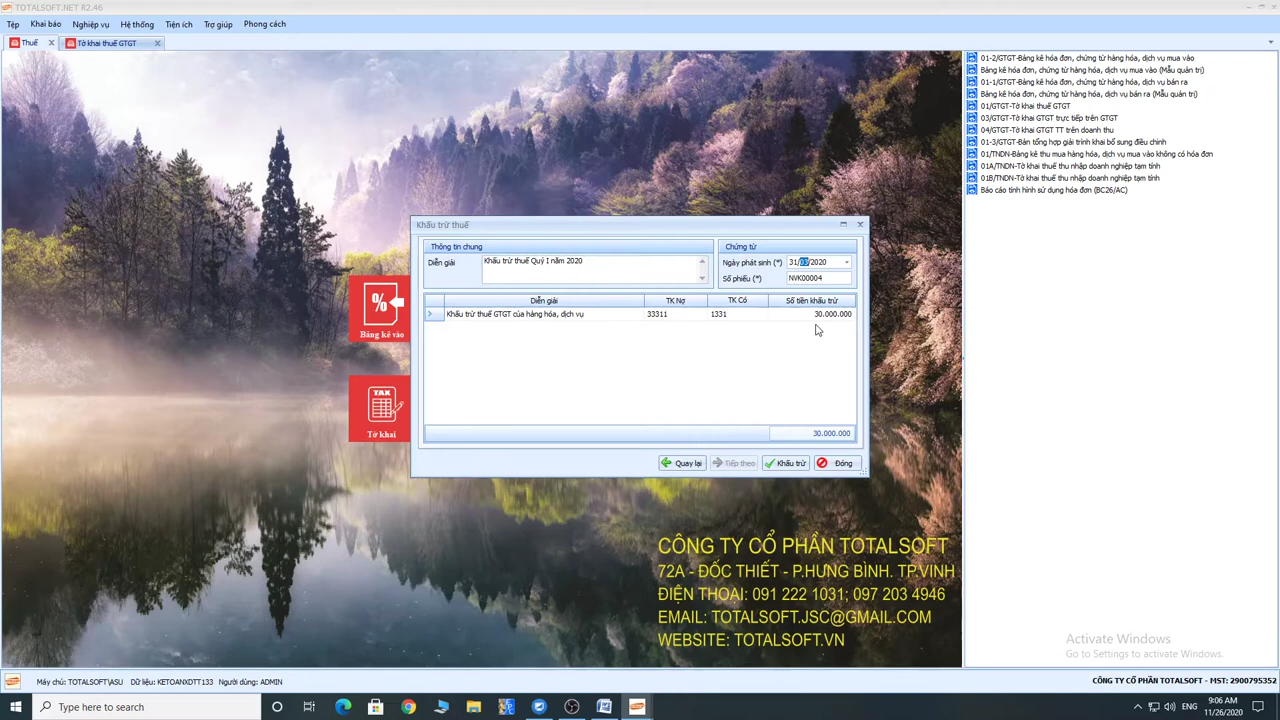 TOTALSOFT.NET R2.46
Tệp Khai báo Nghiệp vụ Hệ thống Tiện ích Trợ giúp Phong cách
Thuế Tờ khai thuế GTGT
01-2/GTGT-Bảng kê hóa đơn, chứng từ hàng hóa, dịch vụ mua vào
Bảng kê hóa đơn, chứng từ hàng hóa, dịch vụ mua vào (Mẫu quản trị)
01-1/GTGT-Bảng kê hóa đơn, chứng từ hàng hóa, dịch vụ bán ra
Bảng kê hóa đơn, chứng từ hàng hóa, dịch vụ bán ra (Mẫu quản trị)
01/GTGT-Tờ khai thuế GTGT
03/GTGT-Tờ khai GTGT trực tiếp trên GTGT
04/GTGT-Tờ khai GTGT TT trên doanh thu
01-3/GTGT-Bản tổng hợp giải trình khai bổ sung điều chỉnh
01/TNDN-Bảng kê thu mua hàng hóa, dịch vụ mua vào không có hóa đơn
01A/TNDN-Tờ khai thuế thu nhập doanh nghiệp tạm tính
01B/TNDN-Tờ khai thuế thu nhập doanh nghiệp tạm tính
Báo cáo tình hình sử dụng hóa đơn (BC26/AC)
Khấu trừ thuế
Thông tin chung
Diễn giải Khấu trừ thuế Quý I năm 2020
Chứng từ
Ngày phát sinh (*) 31/03/2020
Số phiếu (*) NVK00004
Diễn giải TK Nợ TK Có Số tiền khấu trừ
Khấu trừ thuế GTGT của hàng hóa, dịch vụ 33311 1331 30.000.000
30.000.000
Quay lại Tiếp theo Khấu trừ Đóng
%
Bảng kê vào
TAX
Tờ khai
CÔNG TY CỔ PHẦN TOTALSOFT
72A - ĐỐC THIẾT - P.HƯNG BÌNH. TP.VINH
ĐIỆN THOẠI: 091 222 1031; 097 203 4946
EMAIL: TOTALSOFT.JSC@GMAIL.COM
WEBSITE: TOTALSOFT.VN
Activate Windows
Go to Settings to activate Windows.
Máy chủ: TOTALSOFT\ASU Dữ liệu: KETOANXDTT133 Người dùng: ADMIN
CÔNG TY CỔ PHẦN TOTALSOFT - MST: 2900795352
Type here to search
ENG
9:06 AM
11/26/2020